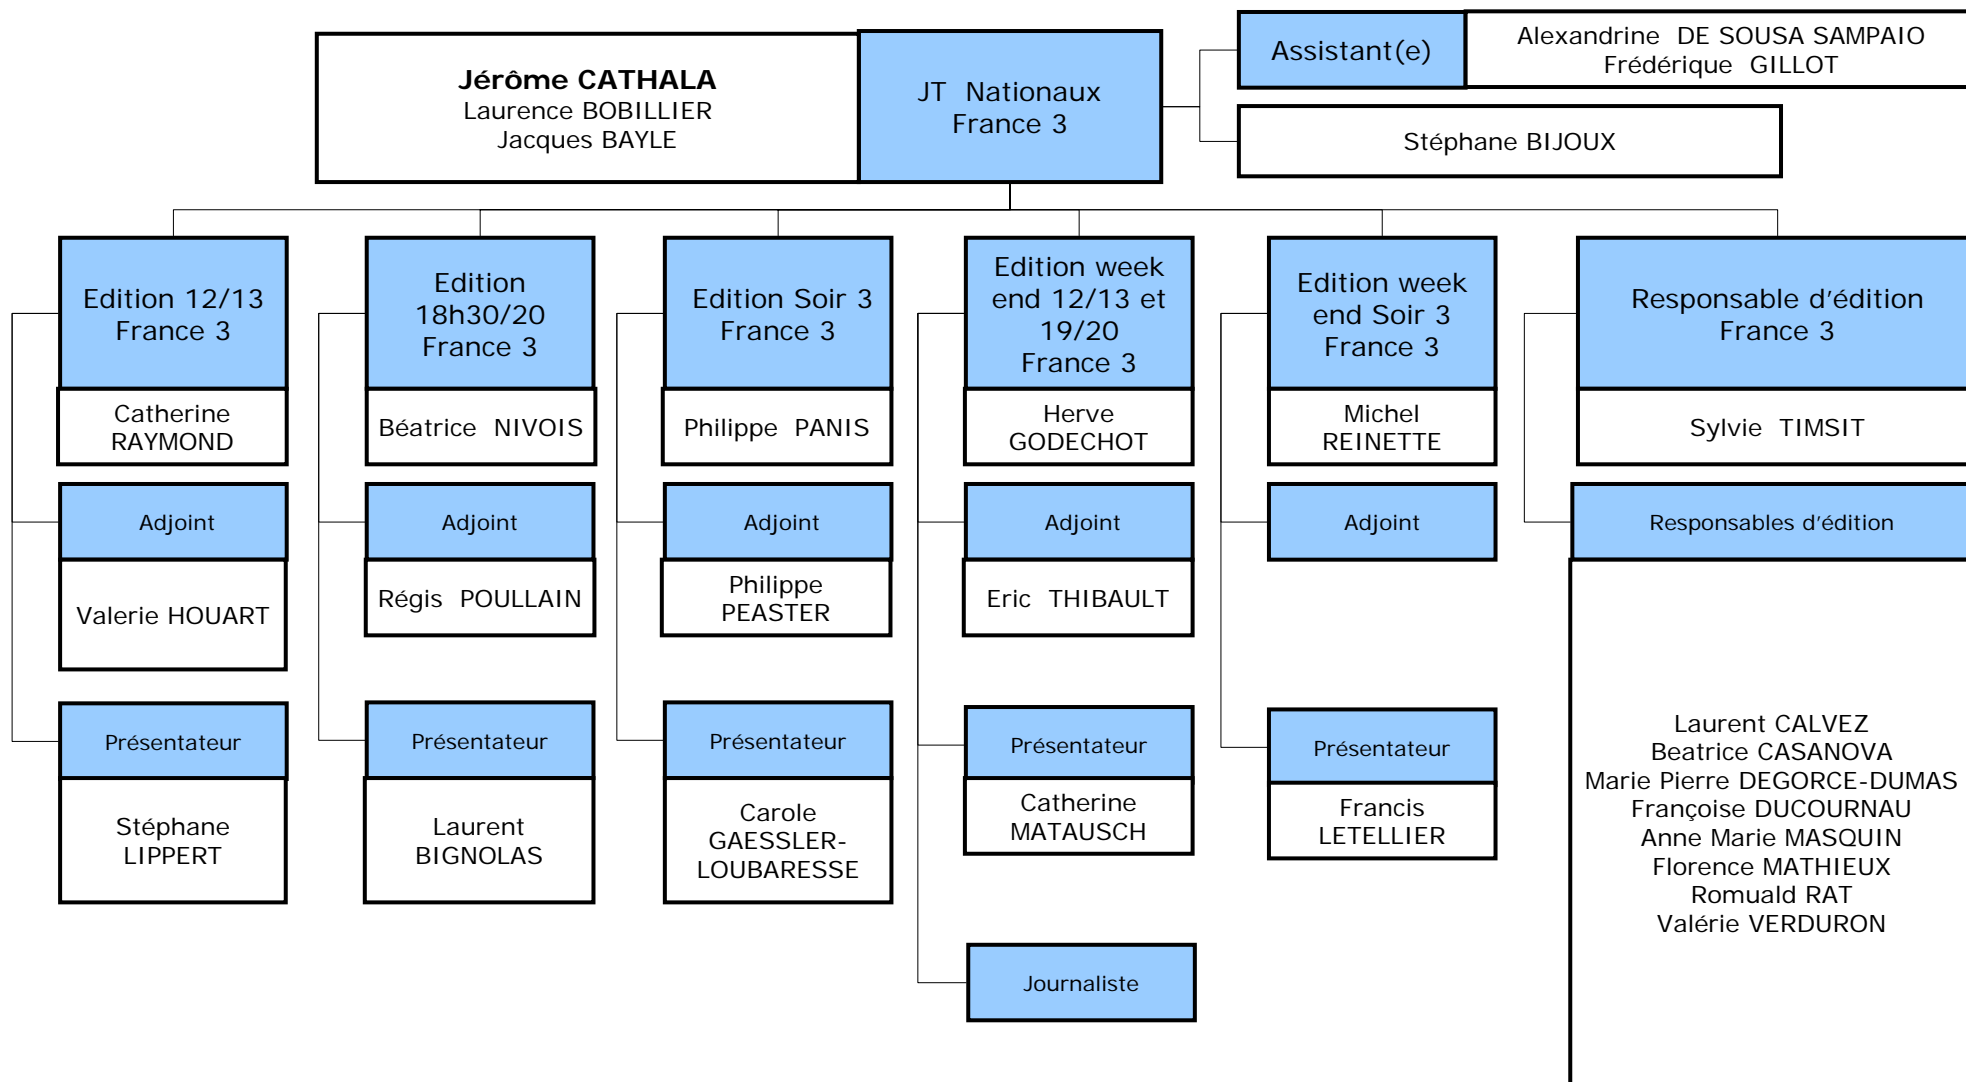 Jérôme CATHALA
Laurence BOBILLIER
Jacques BAYLE
JT Nationaux
France 3
Assistant(e)
Alexandrine DE SOUSA SAMPAIO
Frédérique GILLOT
Stéphane BIJOUX
Edition 12/13
France 3
Catherine
RAYMOND
Adjoint
Valerie HOUART
Présentateur
Stéphane
LIPPERT
Edition
18h30/20
France 3
Béatrice NIVOIS
Adjoint
Régis POULLAIN
Présentateur
Laurent
BIGNOLAS
Edition Soir 3
France 3
Philippe PANIS
Adjoint
Philippe
PEASTER
Présentateur
Carole
GAESSLER-
LOUBARESSE
Edition week
end 12/13 et
19/20
France 3
Herve
GODECHOT
Adjoint
Eric THIBAULT
Présentateur
Catherine
MATAUSCH
Journaliste
Edition week
end Soir 3
France 3
Michel
REINETTE
Adjoint
Présentateur
Francis
LETELLIER
Responsable d'édition
France 3
Sylvie TIMSIT
Responsables d'édition
Laurent CALVEZ
Beatrice CASANOVA
Marie Pierre DEGORCE-DUMAS
Françoise DUCOURNAU
Anne Marie MASQUIN
Florence MATHIEUX
Romuald RAT
Valérie VERDURON